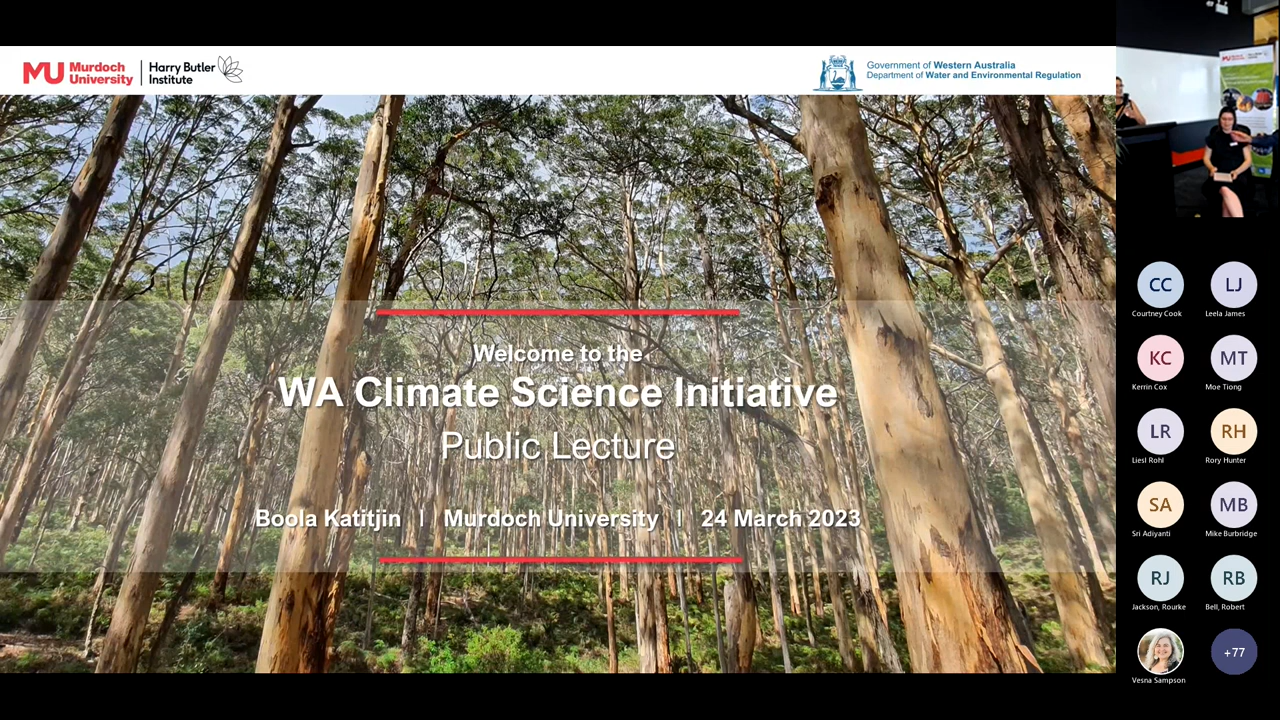 MU Murdoch University
Harry Butler Institute
Government of Western Australia
Department of Water and Environmental Regulation
Welcome to the
WA Climate Science Initiative
Public Lecture
Boola Katitjin | Murdoch University | 24 March 2023
CC
LJ
Courtney Cook
Leela James
KC
MT
Kerrin Cox
Moe Tiong
LR
RH
Liesl Rohl
Rory Hunter
SA
MB
Sri Adiyanti
Mike Burbridge
RJ
RB
Jackson, Rourke
Bell, Robert
+77
Vesna Sampson